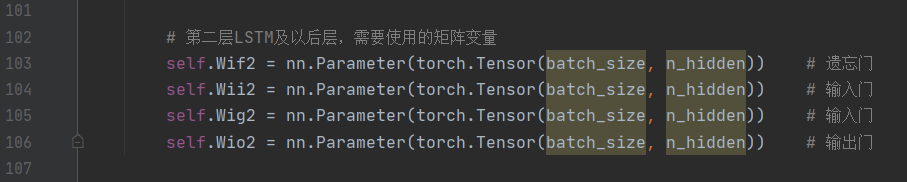 101
102 # 第二层LSTM及以后层，需要使用的矩阵变量
103 self.Wif2 = nn.Parameter(torch.Tensor(batch_size, n_hidden)) # 遗忘门
104 self.Wii2 = nn.Parameter(torch.Tensor(batch_size, n_hidden)) # 输入门
105 self.Wig2 = nn.Parameter(torch.Tensor(batch_size, n_hidden)) # 输入门
106 self.Wio2 = nn.Parameter(torch.Tensor(batch_size, n_hidden)) # 输出门
107